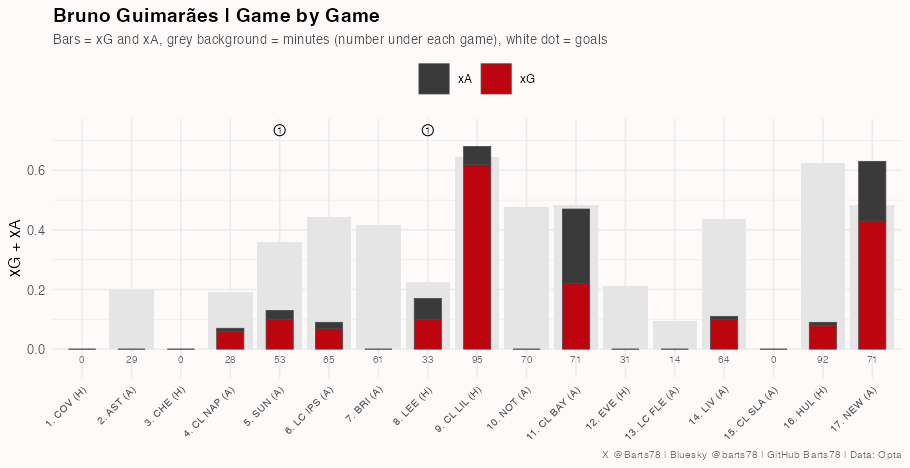 Bruno Guimarães | Game by Game
Bars = xG and xA, grey background = minutes (number under each game), white dot = goals
xA xG
1 1
xG + xA
0.6
0.4
0.2
0.0
0 29 0 28 53 65 61 33 95 70 71 31 14 64 0 92 71
1. COV (H)
2. AST (A)
3. CHE (H)
4. CL NAP (A)
5. SUN (A)
6. LC IPS (A)
7. BRI (A)
8. LEE (H)
9. CL LIL (H)
10. NOT (A)
11. CL BAY (A)
12. EVE (H)
13. LC FLE (A)
14. LIV (A)
15. CL SLA (A)
16. HUL (H)
17. NEW (A)
X @Barts78 | Bluesky @barts78 | GitHub Barts78 | Data: Opta